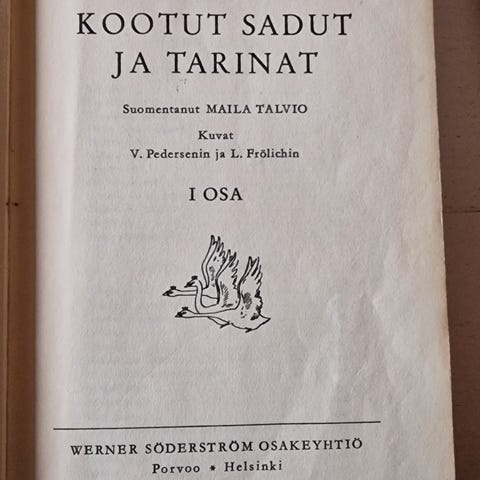 KOOTUT SADUT
JA TARINAT
Suomentanut MAILA TALVIO
Kuvat
V. Pedersenin ja L. Frölichin
I OSA
WERNER SÖDERSTRÖM OSAKEYHTIÖ
Porvoo * Helsinki